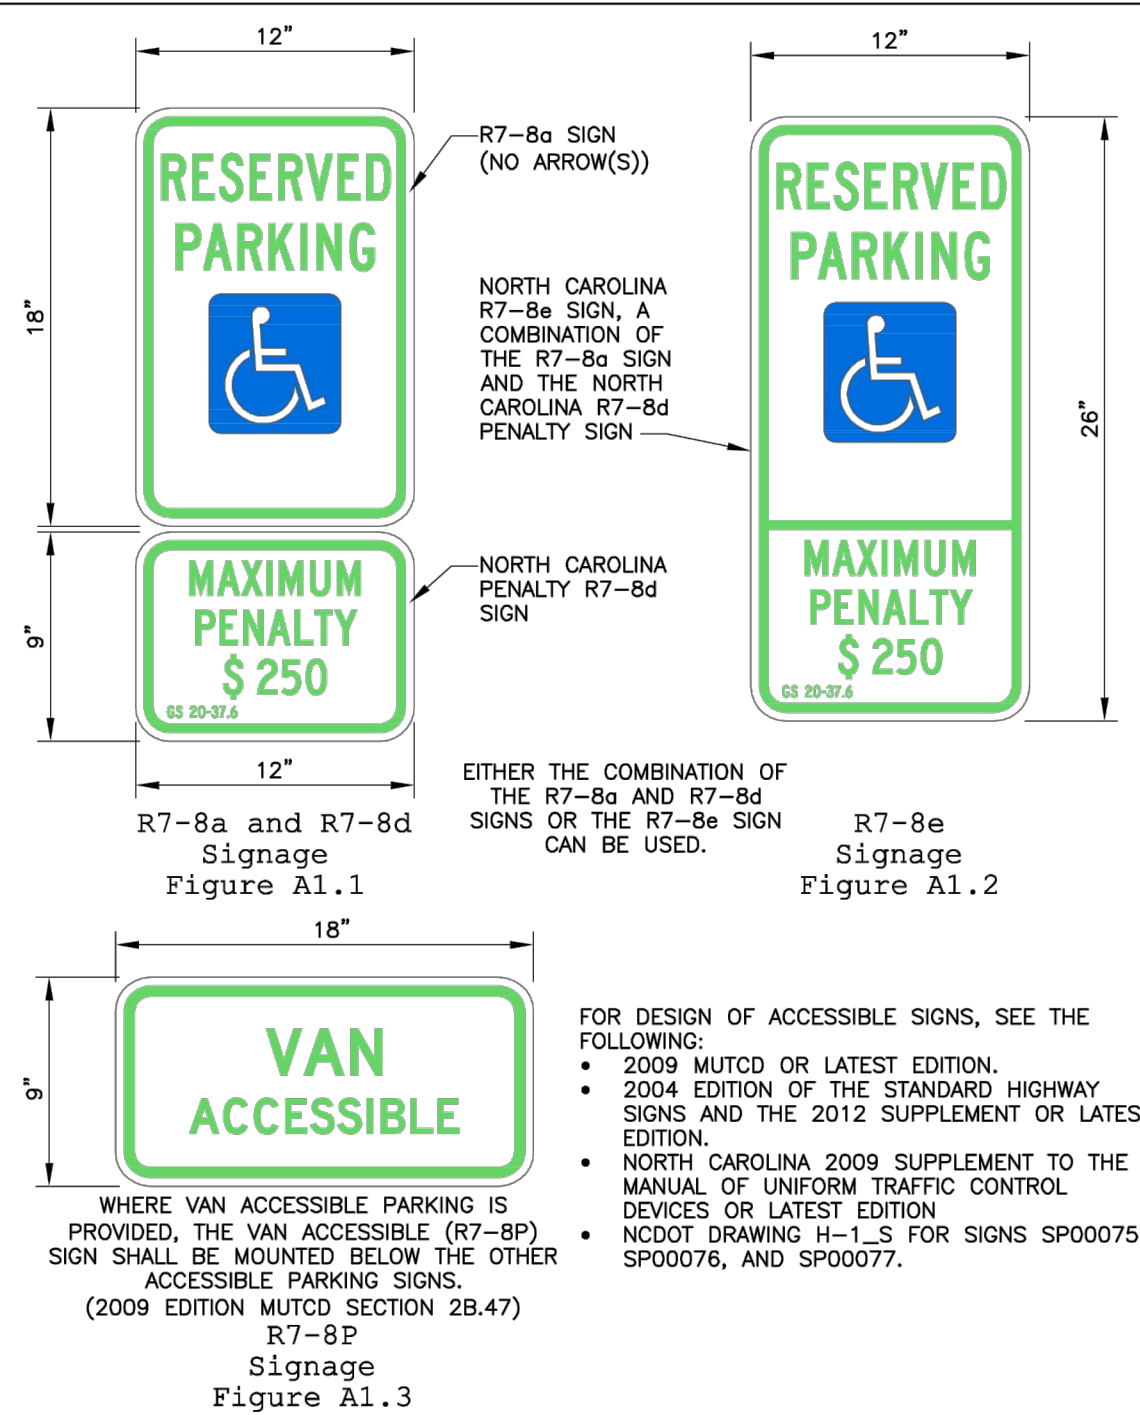 12"
18"
RESERVED
PARKING
R7-8a SIGN
(NO ARROW(S))
9"
MAXIMUM
PENALTY
$ 250
GS 20-37.6
NORTH CAROLINA
PENALTY R7-8d
SIGN
12"
R7-8a and R7-8d
Signage
Figure A1.1
NORTH CAROLINA
R7-8e SIGN, A
COMBINATION OF
THE R7-8a SIGN
AND THE NORTH
CAROLINA R7-8d
PENALTY SIGN
12"
RESERVED
PARKING
26"
MAXIMUM
PENALTY
$ 250
GS 20-37.6
EITHER THE COMBINATION OF
THE R7-8a AND R7-8d
SIGNS OR THE R7-8e SIGN
CAN BE USED.
R7-8e
Signage
Figure A1.2
18"
9"
VAN
ACCESSIBLE
WHERE VAN ACCESSIBLE PARKING IS
PROVIDED, THE VAN ACCESSIBLE (R7-8P)
SIGN SHALL BE MOUNTED BELOW THE OTHER
ACCESSIBLE PARKING SIGNS.
(2009 EDITION MUTCD SECTION 2B.47)
R7-8P
Signage
Figure A1.3
FOR DESIGN OF ACCESSIBLE SIGNS, SEE THE
FOLLOWING:
• 2009 MUTCD OR LATEST EDITION.
• 2004 EDITION OF THE STANDARD HIGHWAY
SIGNS AND THE 2012 SUPPLEMENT OR LATES
EDITION.
• NORTH CAROLINA 2009 SUPPLEMENT TO THE
MANUAL OF UNIFORM TRAFFIC CONTROL
DEVICES OR LATEST EDITION
• NCDOT DRAWING H-1_S FOR SIGNS SP00075
SP00076, AND SP00077.